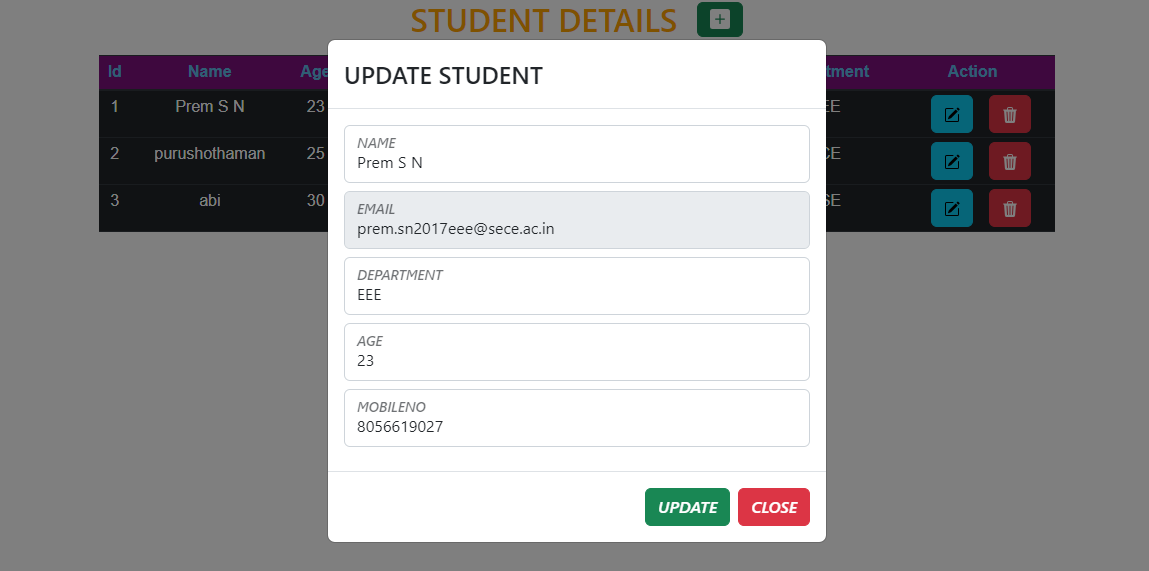 STUDENT DETAILS
Id Name Age tment Action
1 Prem S N 23 EE
2 purushothaman 25 CE
3 abi 30 SE
UPDATE STUDENT
NAME
Prem S N
EMAIL
prem.sn2017eee@sece.ac.in
DEPARTMENT
EEE
AGE
23
MOBILENO
8056619027
UPDATE CLOSE